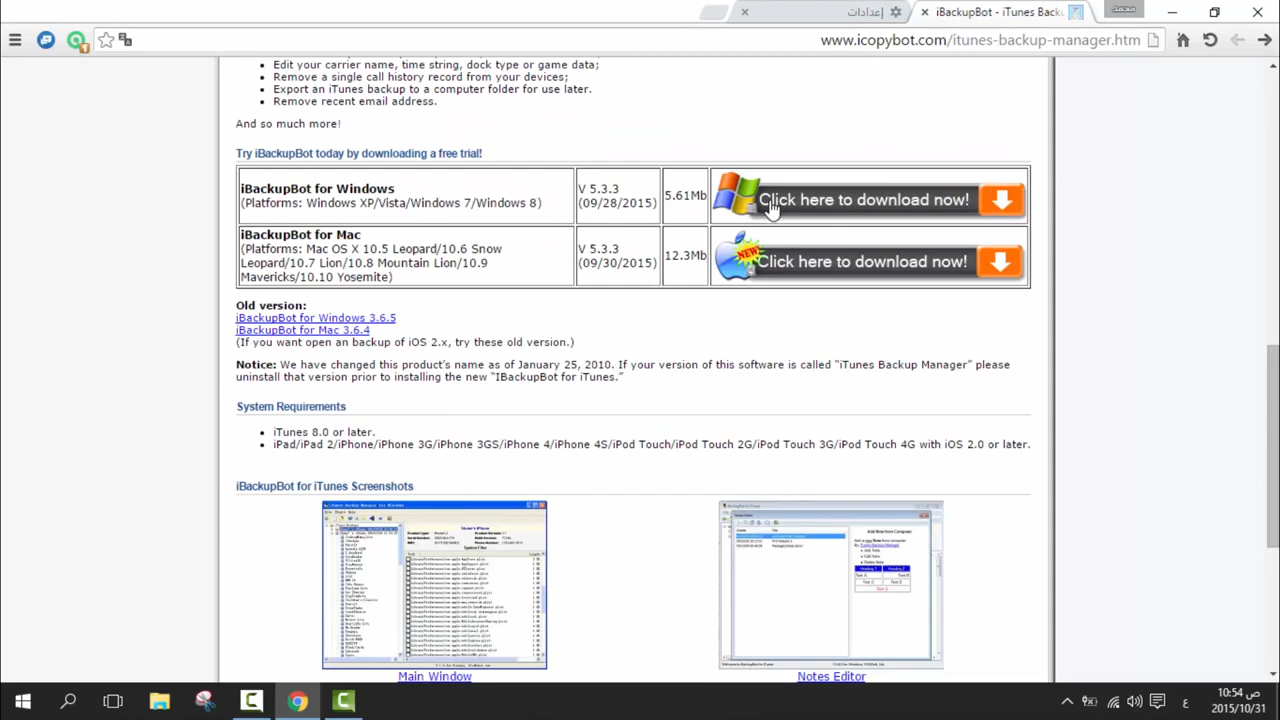 محمد
iBackupBot - iTunes Back
إعدادات
www.icopybot.com/itunes-backup-manager.htm
• Edit your carrier name, time string, dock type or game data;
• Remove a single call history record from your devices;
• Export an iTunes backup to a computer folder for use later.
• Remove recent email address.
And so much more!
Try iBackupBot today by downloading a free trial!
iBackupBot for Windows
(Platforms: Windows XP/Vista/Windows 7/Windows 8)
V 5.3.3
(09/28/2015)
5.61Mb
Click here to download now!
iBackupBot for Mac
(Platforms: Mac OS X 10.5 Leopard/10.6 Snow
Leopard/10.7 Lion/10.8 Mountain Lion/10.9
Mavericks/10.10 Yosemite)
V 5.3.3
(09/30/2015)
12.3Mb
NEW
Click here to download now!
Old version:
iBackupBot for Windows 3.6.5
iBackupBot for Mac 3.6.4
(If you want open a backup of iOS 2.x, try these old version.)
Notice: We have changed this product's name as of January 25, 2010. If your version of this software is called “iTunes Backup Manager” please
uninstall that version prior to installing the new “IBackupBot for iTunes.”
System Requirements
• iTunes 8.0 or later.
• iPad/iPad 2/iPhone/iPhone 3G/iPhone 3GS/iPhone 4/iPhone 4S/iPod Touch/iPod Touch 2G/iPod Touch 3G/iPod Touch 4G with iOS 2.0 or later.
iBackupBot for iTunes Screenshots
Main Window
Notes Editor
ع
10:54 ص
2015/10/31